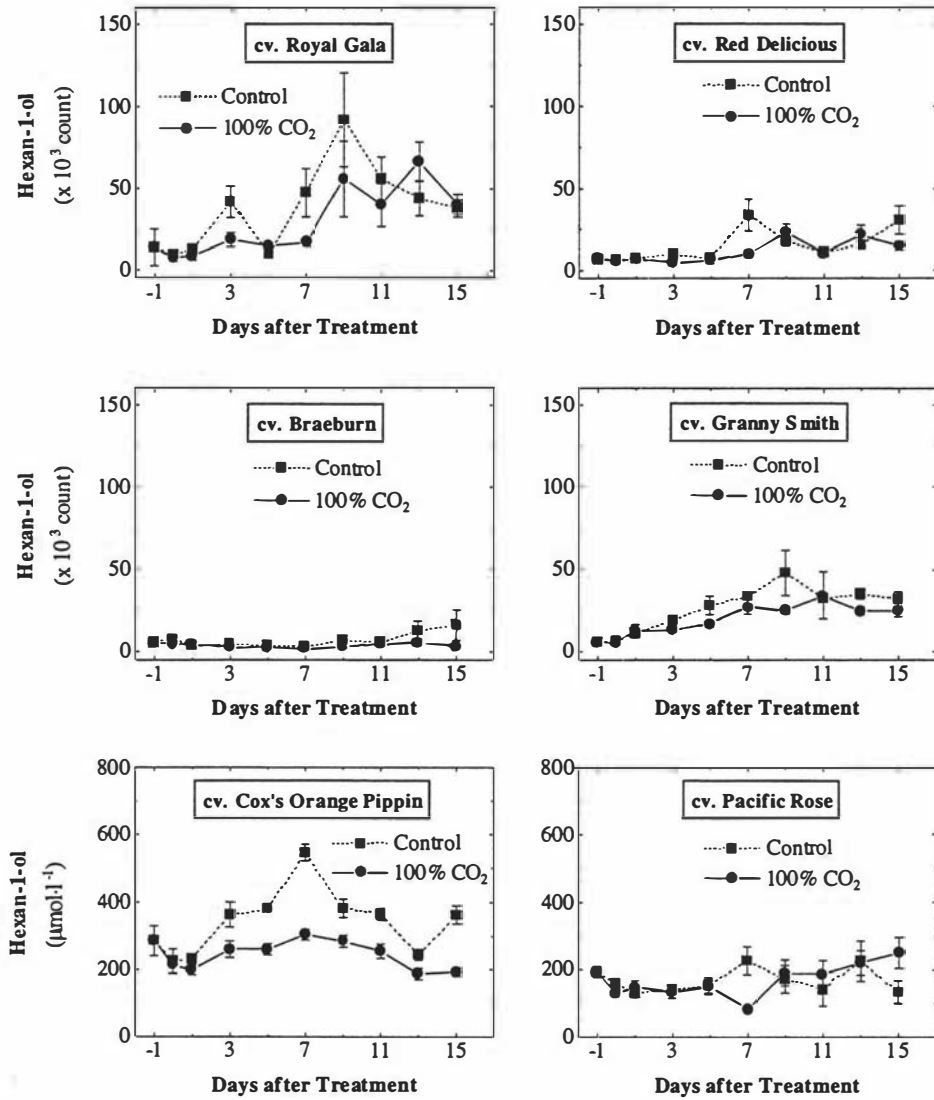 cv. Royal Gala
Control
100% CO₂
Hexan-1-ol
(x 10³ count)
150
100
50
0
-1 3 7 11 15
Days after Treatment
cv. Red Delicious
Control
100% CO₂
150
100
50
0
-1 3 7 11 15
Days after Treatment
cv. Braeburn
Control
100% CO₂
Hexan-1-ol
(x 10³ count)
150
100
50
0
-1 3 7 11 15
Days after Treatment
cv. Granny Smith
Control
100% CO₂
150
100
50
0
-1 3 7 11 15
Days after Treatment
cv. Cox's Orange Pippin
Control
100% CO₂
Hexan-1-ol
(μmol·l⁻¹)
800
600
400
200
0
-1 3 7 11 15
Days after Treatment
cv. Pacific Rose
Control
100% CO₂
800
600
400
200
0
-1 3 7 11 15
Days after Treatment